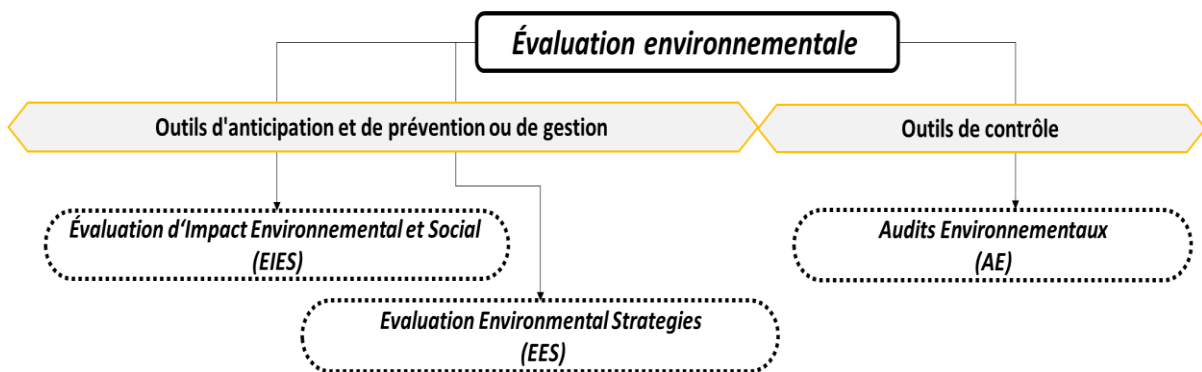 Évaluation environnementale
Outils d'anticipation et de prévention ou de gestion
Outils de contrôle
Évaluation d‘Impact Environnemental et Social
(EIES)
Audits Environnementaux
(AE)
Evaluation Environmental Strategies
(EES)